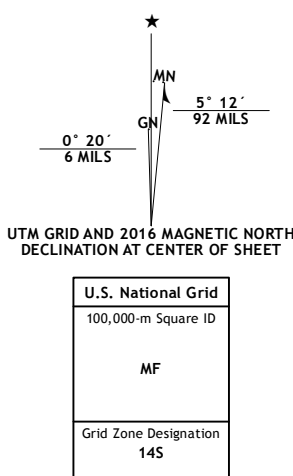 ★
MN
GN
5° 12´
92 MILS
0° 20´
6 MILS
UTM GRID AND 2016 MAGNETIC NORTH
DECLINATION AT CENTER OF SHEET
U.S. National Grid
100,000-m Square ID
MF
Grid Zone Designation
14S